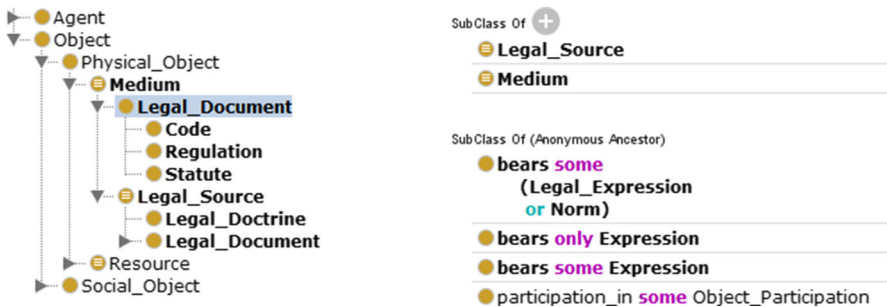 Agent
Object
Physical_Object
Medium
Legal_Document
Code
Regulation
Statute
Legal_Source
Legal_Doctrine
Legal_Document
Resource
Social_Object
SubClass Of
Legal_Source
Medium
SubClass Of (Anonymous Ancestor)
bears some
(Legal_Expression
or Norm)
bears only Expression
bears some Expression
participation_in some Object_Participation